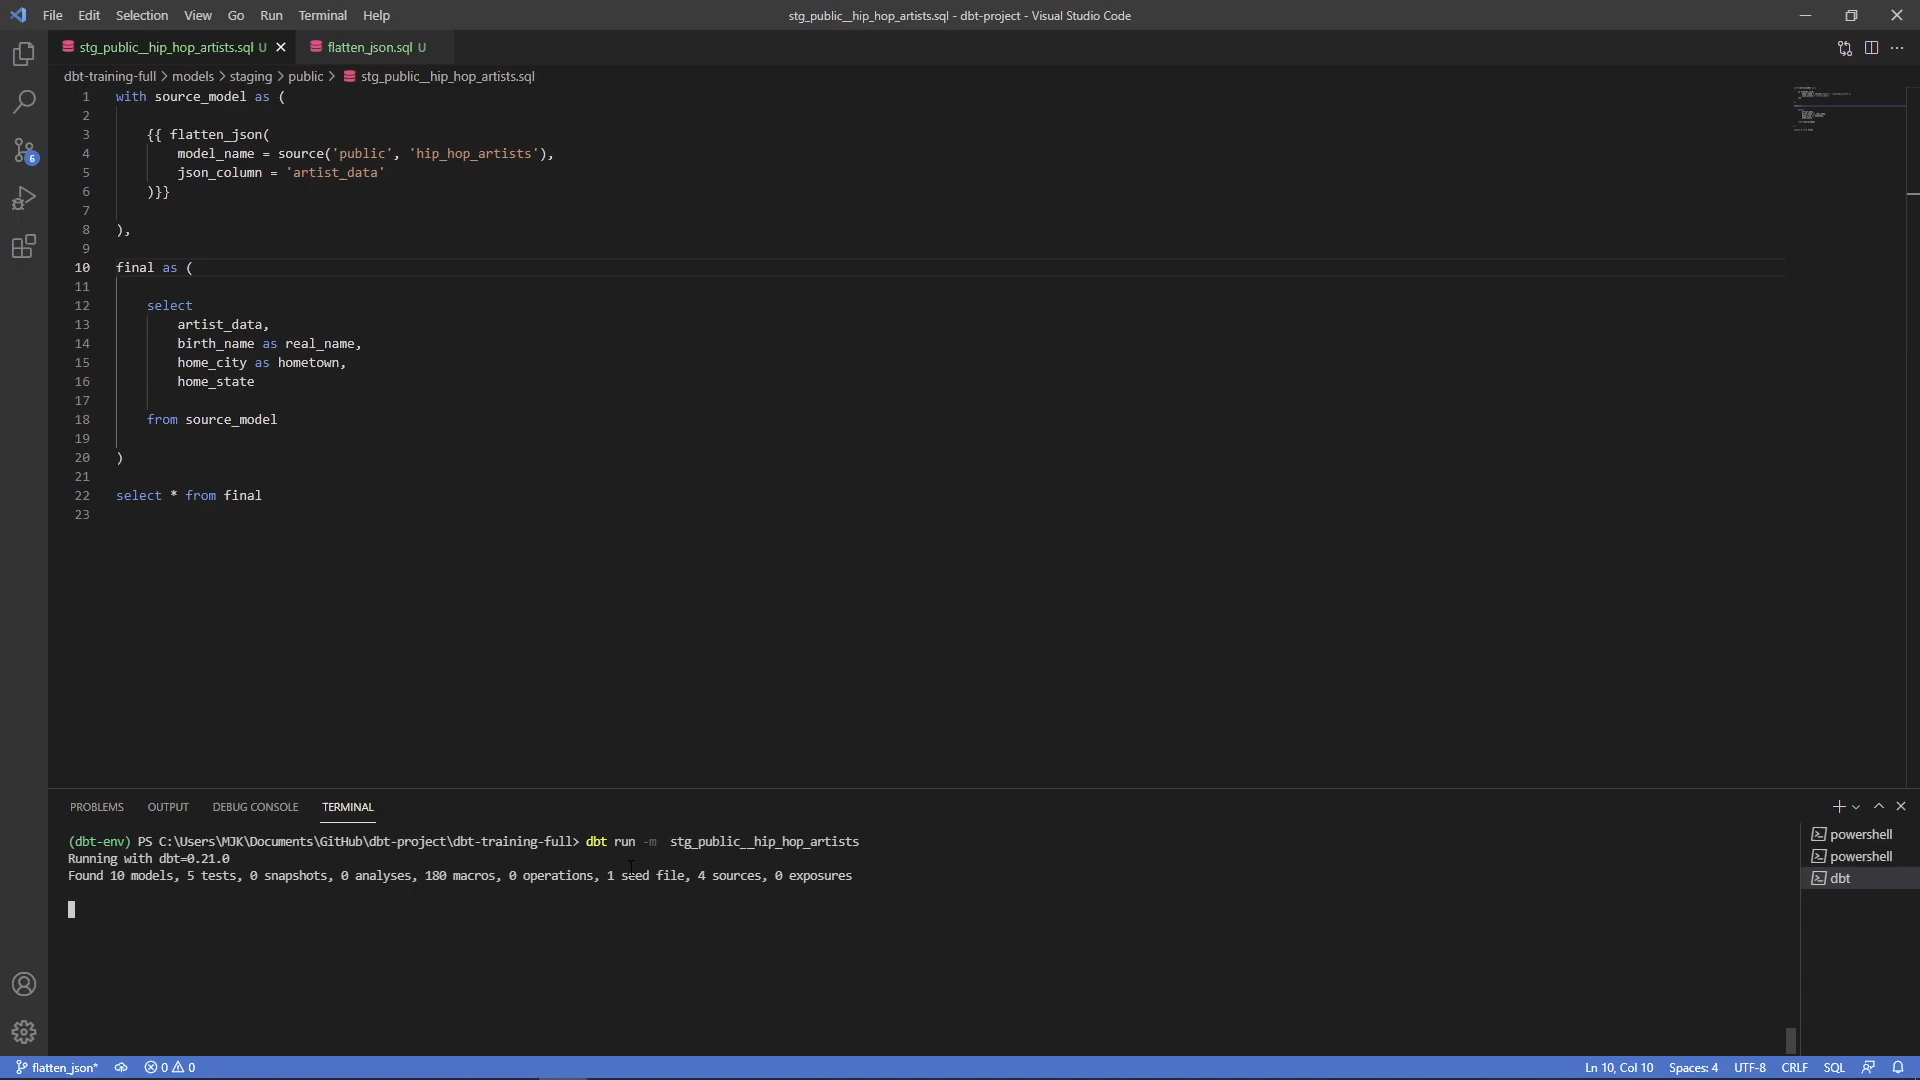 File Edit Selection View Go Run Terminal Help
stg_public__hip_hop_artists.sql - dbt-project - Visual Studio Code
stg_public__hip_hop_artists.sql U
flatten_json.sql U
dbt-training-full > models > staging > public > stg_public__hip_hop_artists.sql
1 with source_model as (
2
3 {{ flatten_json(
4 model_name = source('public', 'hip_hop_artists'),
5 json_column = 'artist_data'
6 )}}
7
8 ),
9
10 final as (
11
12 select
13 artist_data,
14 birth_name as real_name,
15 home_city as hometown,
16 home_state
17
18 from source_model
19
20 )
21
22 select * from final
23
6
PROBLEMS OUTPUT DEBUG CONSOLE TERMINAL
(dbt-env) PS C:\Users\MJK\Documents\GitHub\dbt-project\dbt-training-full> dbt run -m stg_public__hip_hop_artists
Running with dbt=0.21.0
Found 10 models, 5 tests, 0 snapshots, 0 analyses, 180 macros, 0 operations, 1 seed file, 4 sources, 0 exposures
powershell
powershell
dbt
flatten_json* 0 0
Ln 10, Col 10 Spaces: 4 UTF-8 CRLF SQL